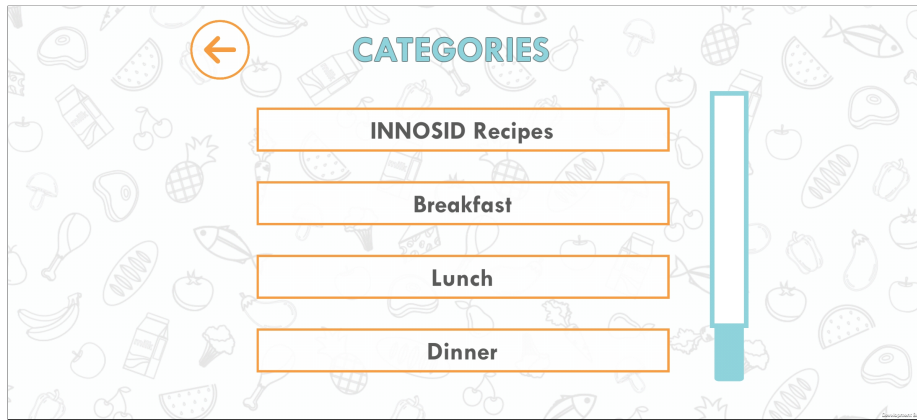 CATEGORIES
INNOSID Recipes
Breakfast
Lunch
Dinner